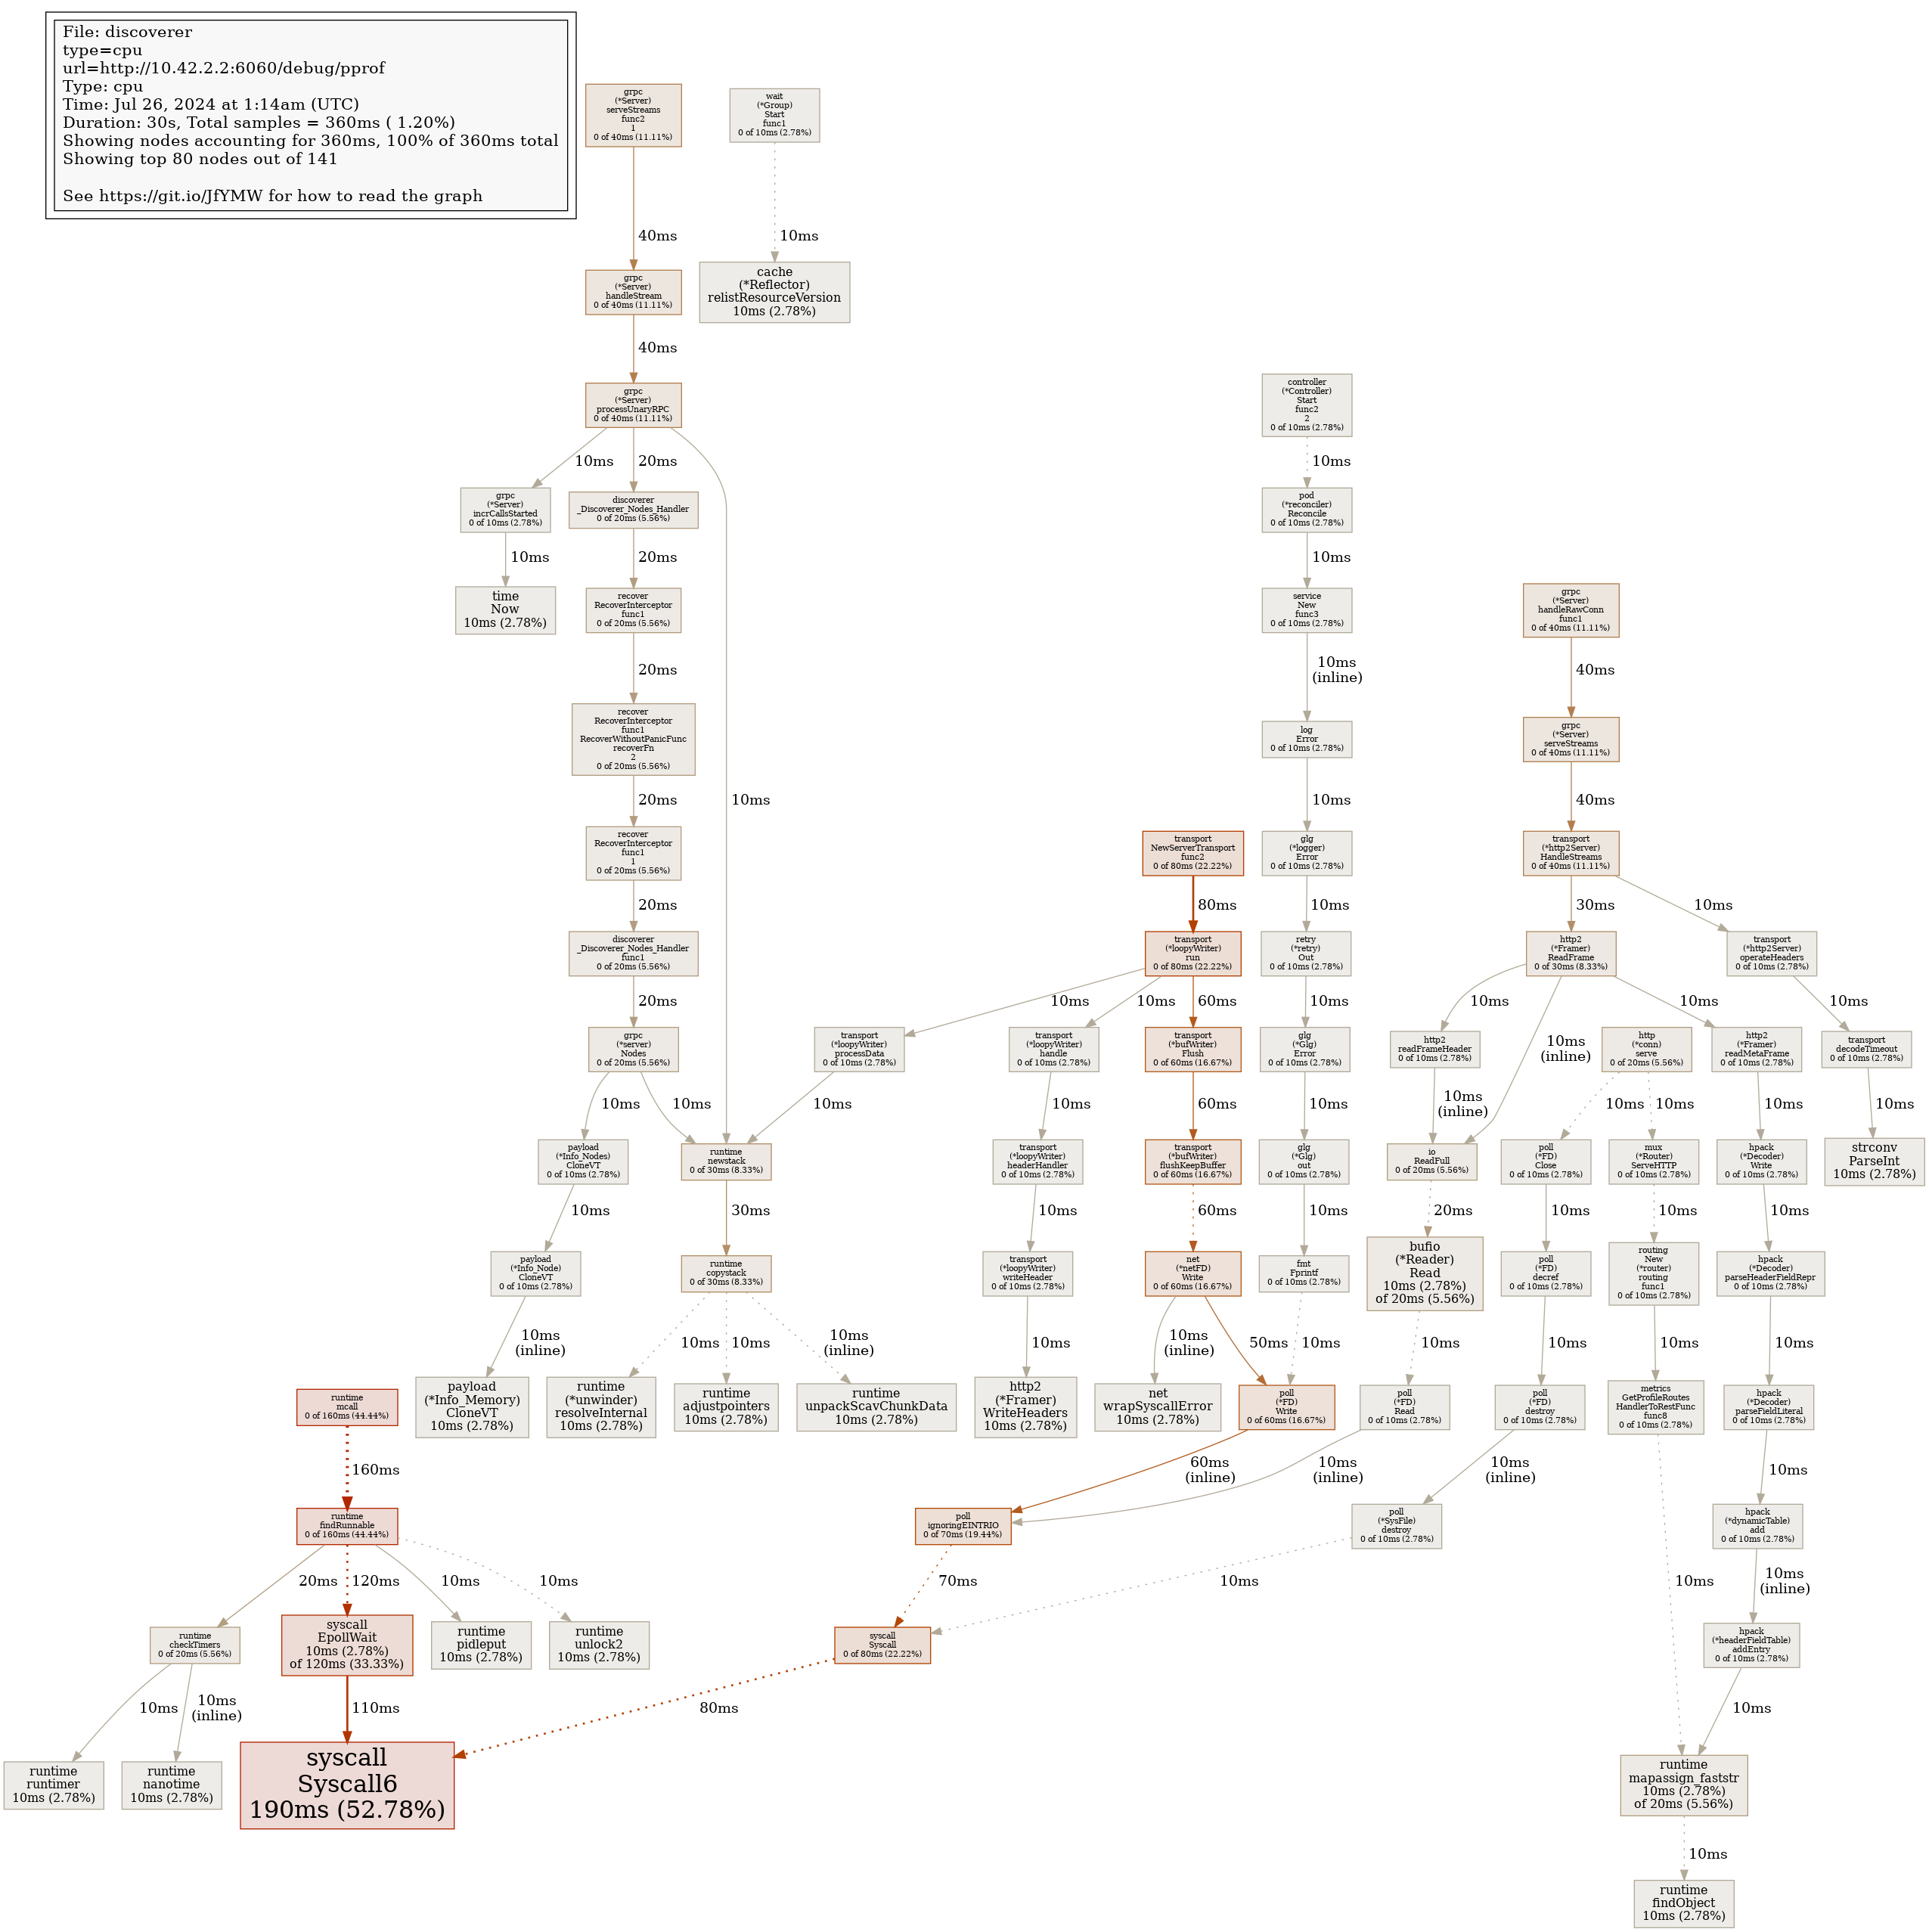 File: discoverer
type=cpu
url=http://10.42.2.2:6060/debug/pprof
Type: cpu
Time: Jul 26, 2024 at 1:14am (UTC)
Duration: 30s, Total samples = 360ms ( 1.20%)
Showing nodes accounting for 360ms, 100% of 360ms total
Showing top 80 nodes out of 141
See https://git.io/JfYMW for how to read the graph
grpc
(*Server)
serveStreams
func2
1
0 of 40ms (11.11%)
wait
(*Group)
Start
func1
0 of 10ms (2.78%)
40ms
10ms
grpc
(*Server)
handleStream
0 of 40ms (11.11%)
cache
(*Reflector)
relistResourceVersion
10ms (2.78%)
40ms
grpc
(*Server)
processUnaryRPC
0 of 40ms (11.11%)
controller
(*Controller)
Start
func2
2
0 of 10ms (2.78%)
10ms
20ms
10ms
10ms
grpc
(*Server)
incrCallsStarted
0 of 10ms (2.78%)
discoverer
_Discoverer_Nodes_Handler
0 of 20ms (5.56%)
pod
(*reconciler)
Reconcile
0 of 10ms (2.78%)
10ms
20ms
10ms
time
Now
10ms (2.78%)
recover
RecoverInterceptor
func1
0 of 20ms (5.56%)
service
New
func3
0 of 10ms (2.78%)
grpc
(*Server)
handleRawConn
func1
0 of 40ms (11.11%)
20ms
10ms
(inline)
40ms
recover
RecoverInterceptor
func1
RecoverWithoutPanicFunc
recoverFn
2
0 of 20ms (5.56%)
log
Error
0 of 10ms (2.78%)
grpc
(*Server)
serveStreams
0 of 40ms (11.11%)
20ms
10ms
40ms
recover
RecoverInterceptor
func1
1
0 of 20ms (5.56%)
transport
NewServerTransport
func2
0 of 80ms (22.22%)
glg
(*logger)
Error
0 of 10ms (2.78%)
transport
(*http2Server)
HandleStreams
0 of 40ms (11.11%)
20ms
80ms
10ms
30ms
10ms
discoverer
_Discoverer_Nodes_Handler
func1
0 of 20ms (5.56%)
transport
(*loopyWriter)
run
0 of 80ms (22.22%)
retry
(*retry)
Out
0 of 10ms (2.78%)
http2
(*Framer)
ReadFrame
0 of 30ms (8.33%)
transport
(*http2Server)
operateHeaders
0 of 10ms (2.78%)
20ms
10ms
10ms
60ms
10ms
10ms
10ms
(inline)
10ms
10ms
grpc
(*server)
Nodes
0 of 20ms (5.56%)
transport
(*loopyWriter)
processData
0 of 10ms (2.78%)
transport
(*loopyWriter)
handle
0 of 10ms (2.78%)
transport
(*bufWriter)
Flush
0 of 60ms (16.67%)
glg
(*Glg)
Error
0 of 10ms (2.78%)
http2
readFrameHeader
0 of 10ms (2.78%)
http
(*conn)
serve
0 of 20ms (5.56%)
http2
(*Framer)
readMetaFrame
0 of 10ms (2.78%)
transport
decodeTimeout
0 of 10ms (2.78%)
10ms
10ms
10ms
10ms
60ms
10ms
10ms
(inline)
10ms
10ms
10ms
10ms
payload
(*Info_Nodes)
CloneVT
0 of 10ms (2.78%)
runtime
newstack
0 of 30ms (8.33%)
transport
(*loopyWriter)
headerHandler
0 of 10ms (2.78%)
transport
(*bufWriter)
flushKeepBuffer
0 of 60ms (16.67%)
glg
(*Glg)
out
0 of 10ms (2.78%)
io
ReadFull
0 of 20ms (5.56%)
poll
(*FD)
Close
0 of 10ms (2.78%)
mux
(*Router)
ServeHTTP
0 of 10ms (2.78%)
hpack
(*Decoder)
Write
0 of 10ms (2.78%)
strconv
ParseInt
10ms (2.78%)
10ms
30ms
10ms
60ms
10ms
20ms
10ms
10ms
10ms
payload
(*Info_Node)
CloneVT
0 of 10ms (2.78%)
runtime
copystack
0 of 30ms (8.33%)
transport
(*loopyWriter)
writeHeader
0 of 10ms (2.78%)
net
(*netFD)
Write
0 of 60ms (16.67%)
fmt
Fprintf
0 of 10ms (2.78%)
bufio
(*Reader)
Read
10ms (2.78%)
of 20ms (5.56%)
poll
(*FD)
decref
0 of 10ms (2.78%)
routing
New
(*router)
routing
func1
0 of 10ms (2.78%)
hpack
(*Decoder)
parseHeaderFieldRepr
0 of 10ms (2.78%)
10ms
(inline)
10ms
10ms
10ms
(inline)
10ms
10ms
(inline)
50ms
10ms
10ms
10ms
10ms
10ms
runtime
mcall
0 of 160ms (44.44%)
payload
(*Info_Memory)
CloneVT
10ms (2.78%)
runtime
(*unwinder)
resolveInternal
10ms (2.78%)
runtime
adjustpointers
10ms (2.78%)
runtime
unpackScavChunkData
10ms (2.78%)
http2
(*Framer)
WriteHeaders
10ms (2.78%)
net
wrapSyscallError
10ms (2.78%)
poll
(*FD)
Write
0 of 60ms (16.67%)
poll
(*FD)
Read
0 of 10ms (2.78%)
poll
(*FD)
destroy
0 of 10ms (2.78%)
metrics
GetProfileRoutes
HandlerToRestFunc
func8
0 of 10ms (2.78%)
hpack
(*Decoder)
parseFieldLiteral
0 of 10ms (2.78%)
160ms
60ms
(inline)
10ms
(inline)
10ms
(inline)
10ms
runtime
findRunnable
0 of 160ms (44.44%)
poll
ignoringEINTRIO
0 of 70ms (19.44%)
poll
(*SysFile)
destroy
0 of 10ms (2.78%)
hpack
(*dynamicTable)
add
0 of 10ms (2.78%)
20ms
120ms
10ms
10ms
70ms
10ms
10ms
10ms
(inline)
runtime
checkTimers
0 of 20ms (5.56%)
syscall
EpollWait
10ms (2.78%)
of 120ms (33.33%)
runtime
pidleput
10ms (2.78%)
runtime
unlock2
10ms (2.78%)
syscall
Syscall
0 of 80ms (22.22%)
hpack
(*headerFieldTable)
addEntry
0 of 10ms (2.78%)
10ms
10ms
(inline)
110ms
80ms
10ms
runtime
runtimer
10ms (2.78%)
runtime
nanotime
10ms (2.78%)
syscall
Syscall6
190ms (52.78%)
runtime
mapassign_faststr
10ms (2.78%)
of 20ms (5.56%)
10ms
runtime
findObject
10ms (2.78%)